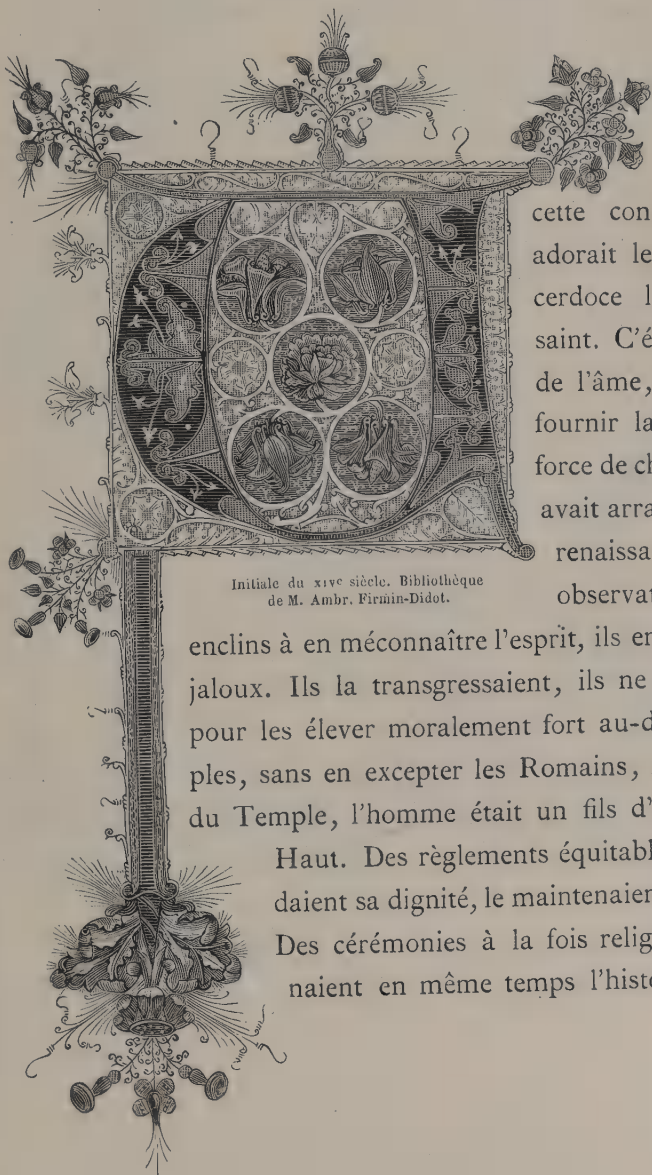 cette con
adorait le
cerdoce l
saint. C'é
de l'âme,
fournir la
force de ch
avait arra
renaissa
observat
Initiale du XIVe siècle. Bibliothèque
de M. Ambr. Firmin-Didot.
enclins à en méconnaître l'esprit, ils en
jaloux. Ils la transgressaient, ils ne
pour les élever moralement fort au-d
ples, sans en excepter les Romains,
du Temple, l'homme était un fils d'
Haut. Des règlements équitabl
daient sa dignité, le maintenaien
Des cérémonies à la fois relig
naient en même temps l'histo